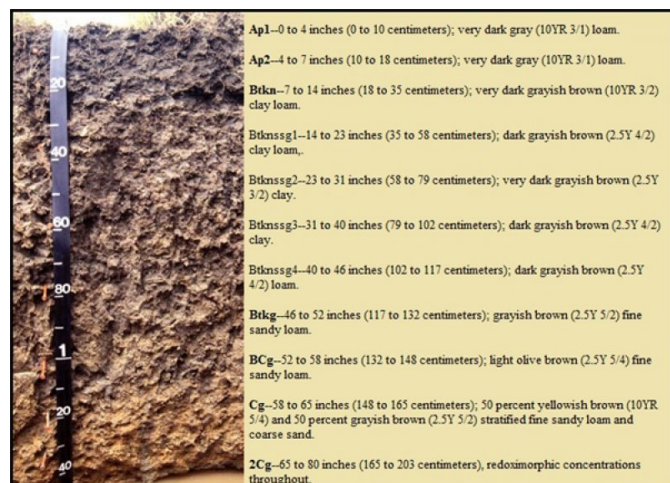 20
40
60
80
1
20
40
Ap1--0 to 4 inches (0 to 10 centimeters); very dark gray (10YR 3/1) loam.
Ap2--4 to 7 inches (10 to 18 centimeters); very dark gray (10YR 3/1) loam.
Btkn--7 to 14 inches (18 to 35 centimeters); very dark grayish brown (10YR 3/2)
clay loam.
Btknssg1--14 to 23 inches (35 to 58 centimeters); dark grayish brown (2.5Y 4/2)
clay loam,.
Btknssg2--23 to 31 inches (58 to 79 centimeters); very dark grayish brown (2.5Y
3/2) clay.
Btknssg3--31 to 40 inches (79 to 102 centimeters); dark grayish brown (2.5Y 4/2)
clay.
Btknssg4--40 to 46 inches (102 to 117 centimeters); dark grayish brown (2.5Y
4/2) loam.
Btkg--46 to 52 inches (117 to 132 centimeters); grayish brown (2.5Y 5/2) fine
sandy loam.
BCg--52 to 58 inches (132 to 148 centimeters); light olive brown (2.5Y 5/4) fine
sandy loam.
Cg--58 to 65 inches (148 to 165 centimeters); 50 percent yellowish brown (10YR
5/4) and 50 percent grayish brown (2.5Y 5/2) stratified fine sandy loam and
coarse sand.
2Cg--65 to 80 inches (165 to 203 centimeters), redoximorphic concentrations
throughout.